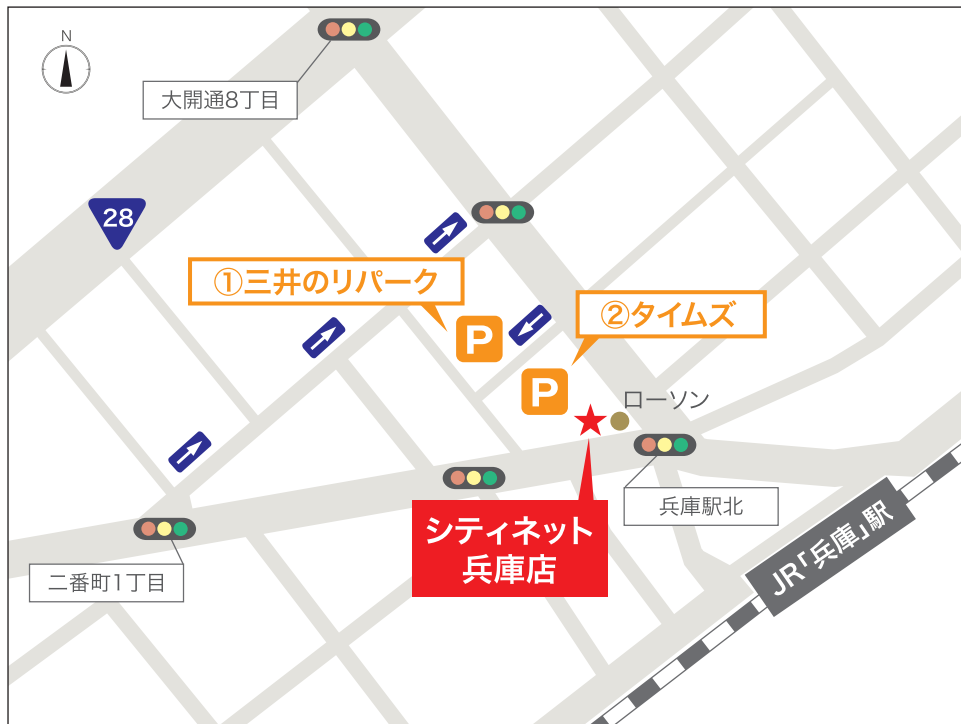 N
大開通8丁目
28
①三井のリパーク
P
②タイムズ
P
ローソン
兵庫駅北
シティネット
兵庫店
二番町1丁目
JR「兵庫」駅